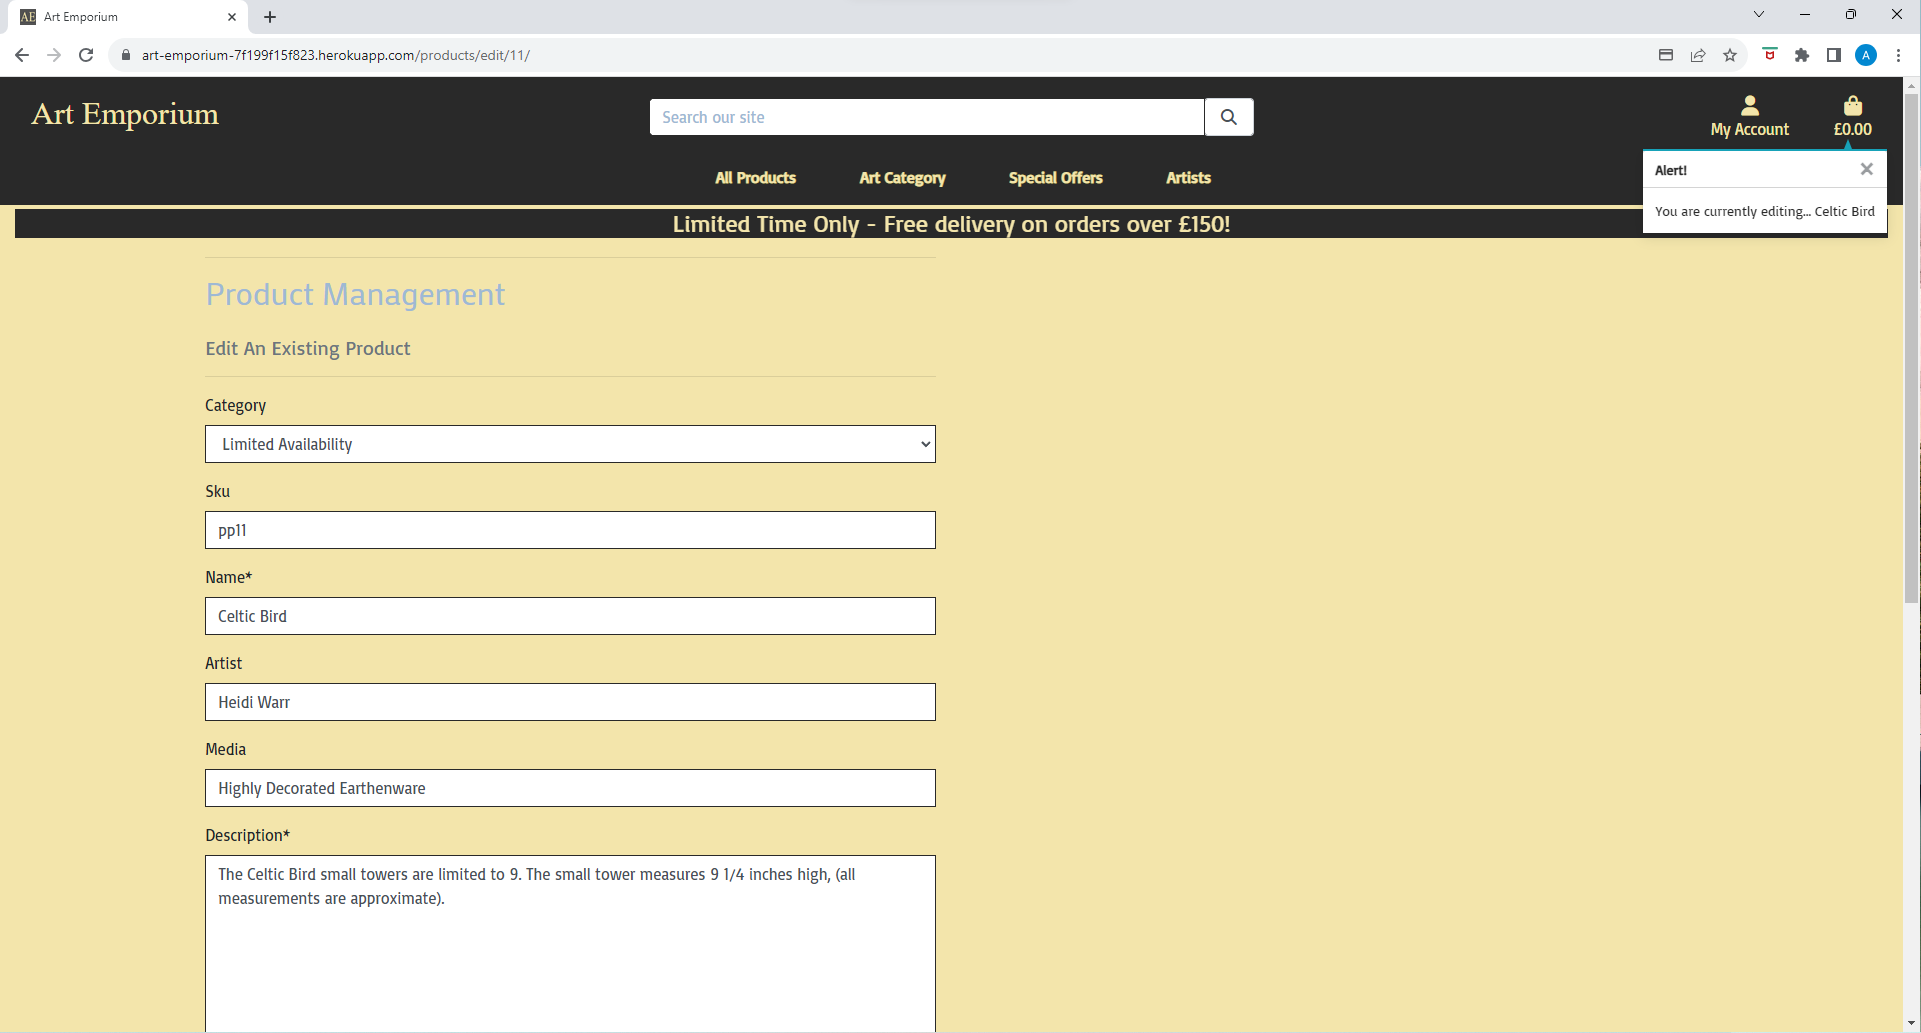 AE Art Emporium
art-emporium-7f199f15f823.herokuapp.com/products/edit/11/
A
Art Emporium
Search our site
My Account
£0.00
All Products
Art Category
Special Offers
Artists
Alert!
You are currently editing... Celtic Bird
Limited Time Only - Free delivery on orders over £150!
Product Management
Edit An Existing Product
Category
Limited Availability
Sku
pp11
Name*
Celtic Bird
Artist
Heidi Warr
Media
Highly Decorated Earthenware
Description*
The Celtic Bird small towers are limited to 9. The small tower measures 9 1/4 inches high, (all
measurements are approximate).